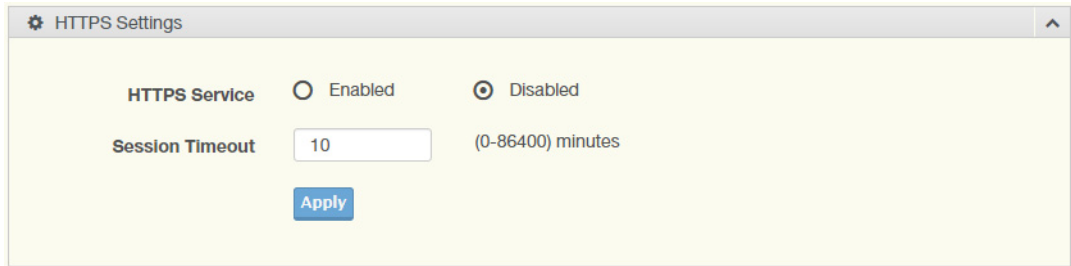 HTTPS Settings
HTTPS Service Enabled Disabled
Session Timeout 10 (0-86400) minutes
Apply